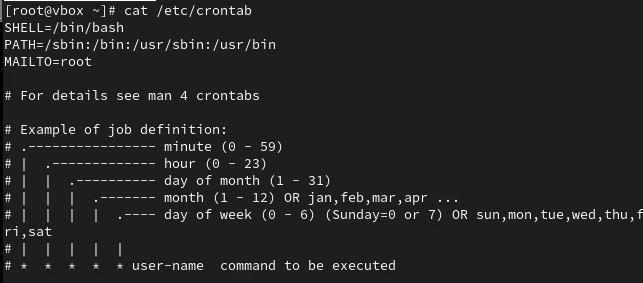 [root@vbox ~]# cat /etc/crontab
SHELL=/bin/bash
PATH=/sbin:/bin:/usr/sbin:/usr/bin
MAILTO=root

# For details see man 4 crontabs

# Example of job definition:
# .---------------- minute (0 - 59)
# |  .------------- hour (0 - 23)
# |  |  .---------- day of month (1 - 31)
# |  |  |  .------- month (1 - 12) OR jan,feb,mar,apr ...
# |  |  |  |  .---- day of week (0 - 6) (Sunday=0 or 7) OR sun,mon,tue,wed,thu,f
ri,sat
# |  |  |  |  |
# *  *  *  *  * user-name  command to be executed